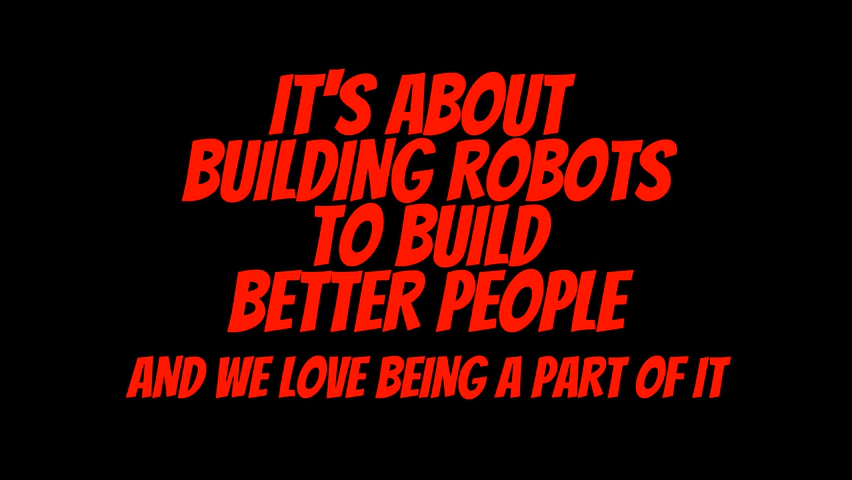 IT'S ABOUT
BUILDING ROBOTS
TO BUILD
BETTER PEOPLE
AND WE LOVE BEING A PART OF IT